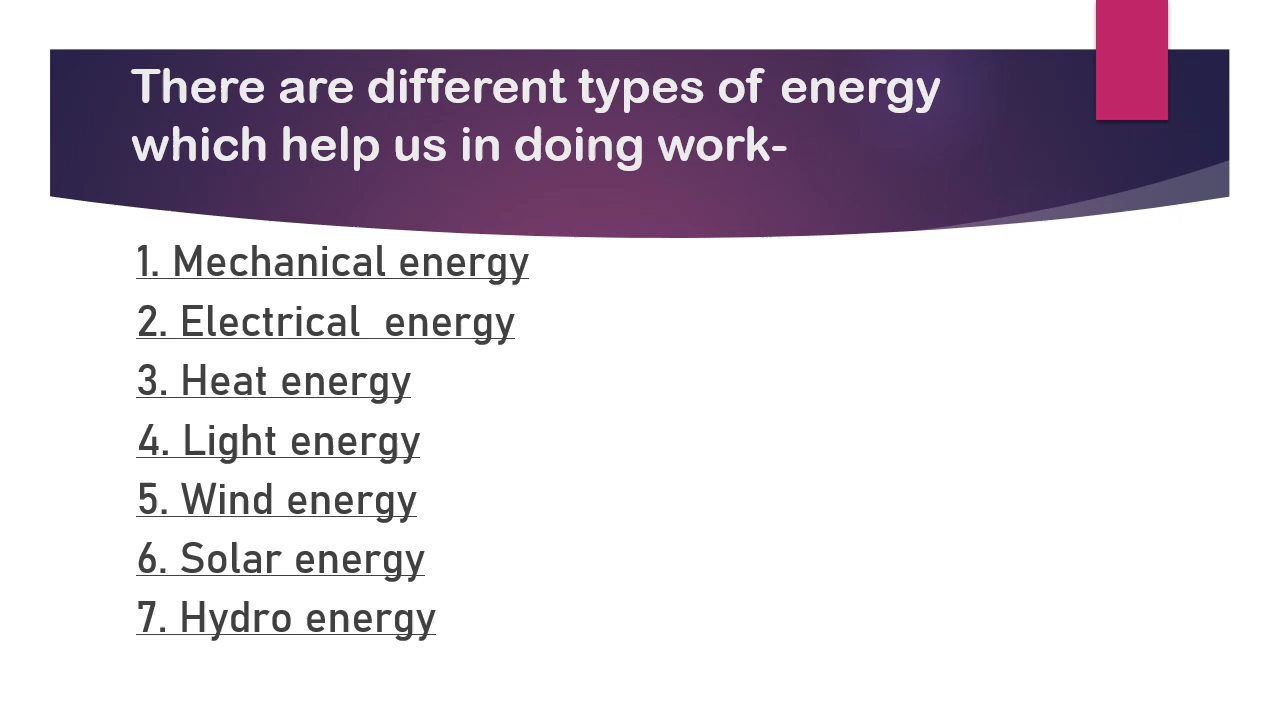 There are different types of energy
which help us in doing work-
1. Mechanical energy
2. Electrical  energy
3. Heat energy
4. Light energy
5. Wind energy
6. Solar energy
7. Hydro energy